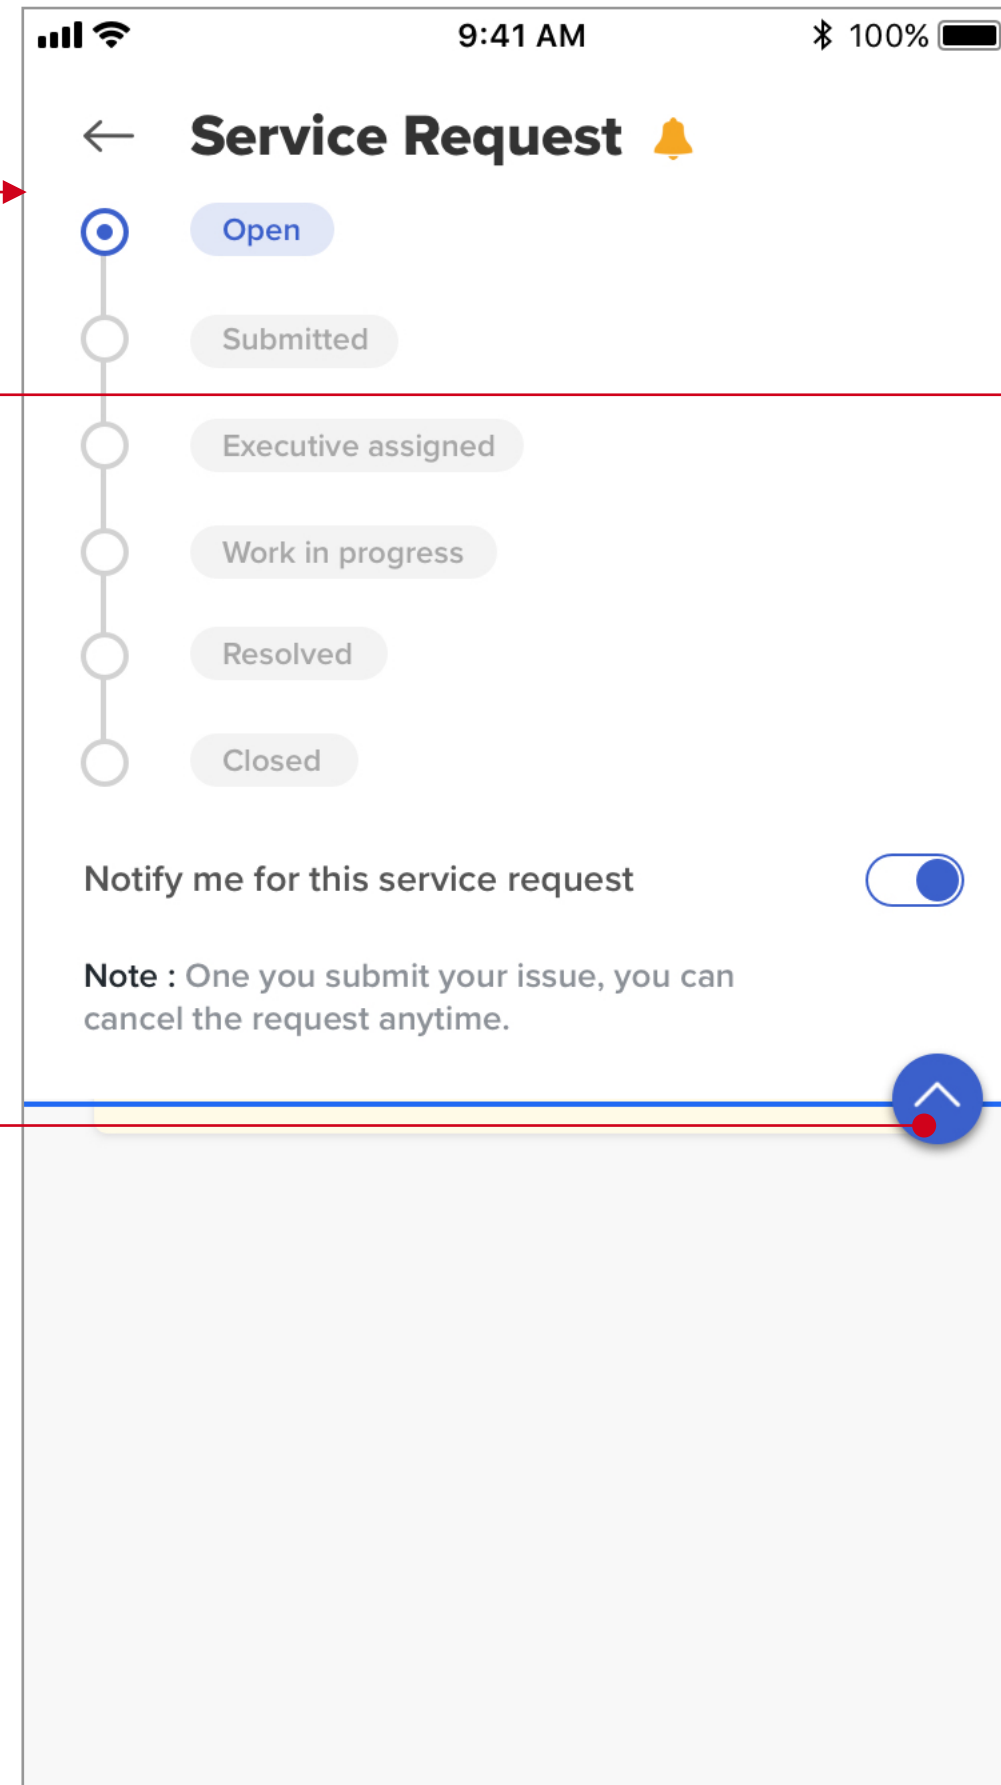 9:41 AM
100%
Service Request
Open
Submitted
Executive assigned
Work in progress
Resolved
Closed
Notify me for this service request
Note : One you submit your issue, you can
cancel the request anytime.